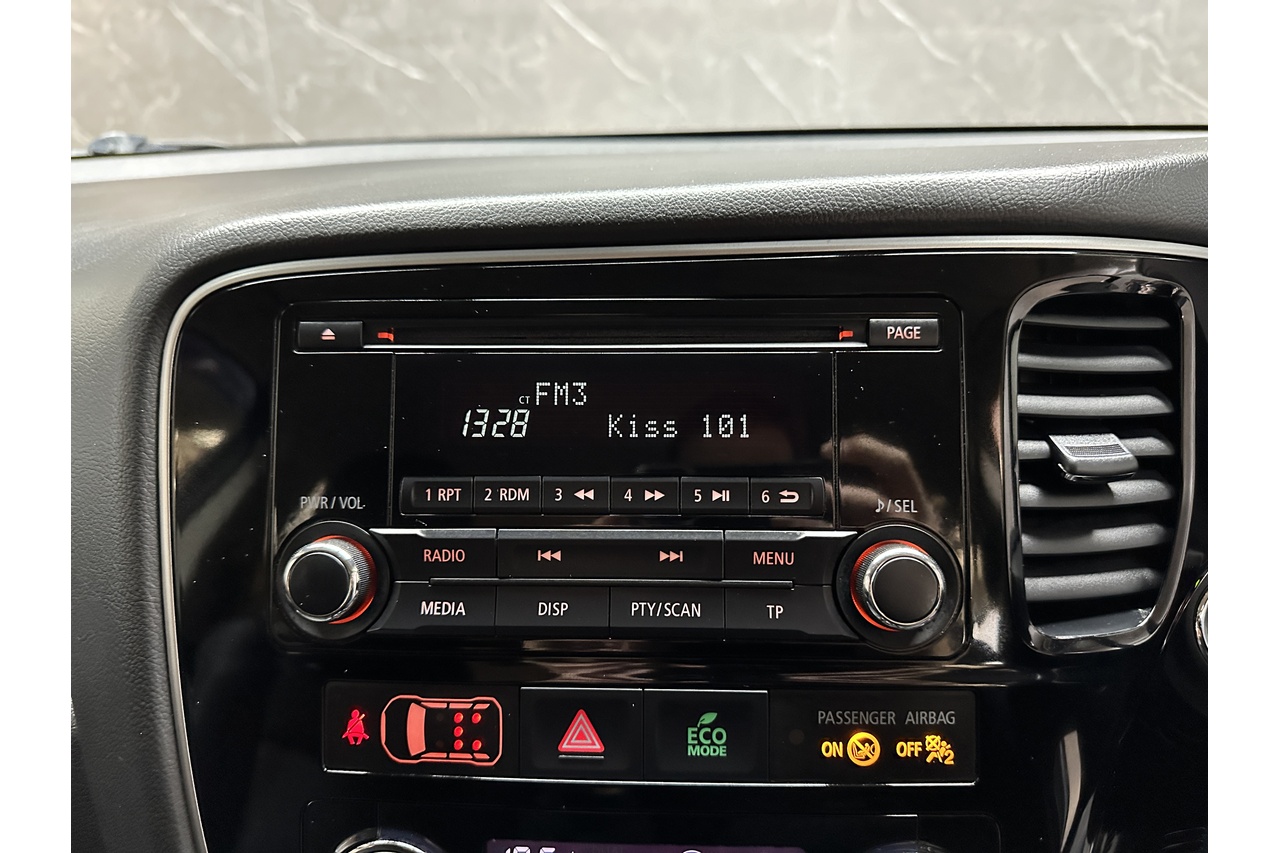 PAGE
CT FM3
1328 Kiss 101
1 RPT 2 RDM 3 4 5 6
PWR / VOL
♪/SEL
RADIO MENU
MEDIA DISP PTY/SCAN TP
ECO
MODE
PASSENGER AIRBAG
ON OFF 2